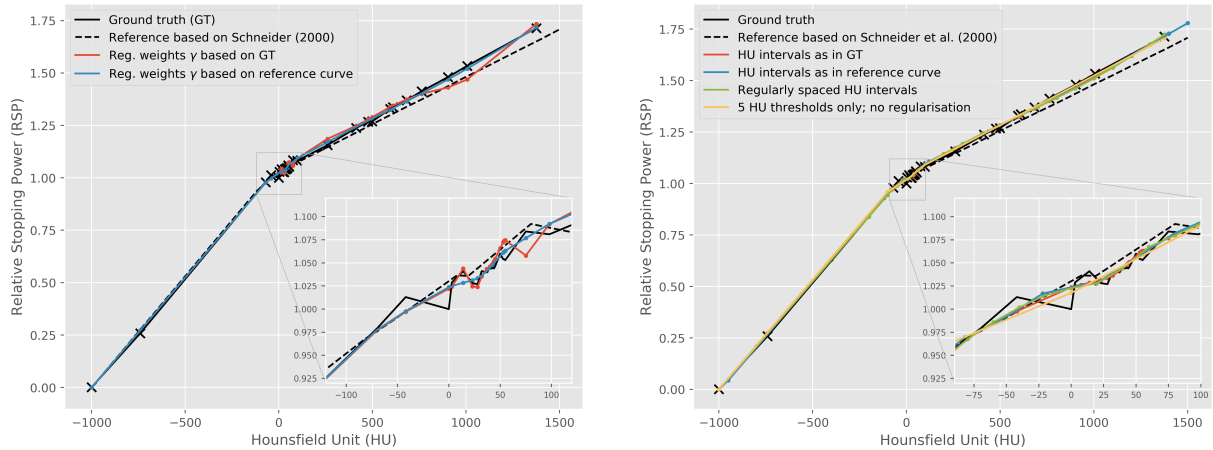 Ground truth (GT)
Reference based on Schneider (2000)
Reg. weights γ based on GT
Reg. weights γ based on reference curve
Relative Stopping Power (RSP)
1.75
1.50
1.25
1.00
0.75
0.50
0.25
0.00
1.100
1.075
1.050
1.025
1.000
0.975
0.950
0.925
−100 −50 0 50 100
−1000 −500 0 500 1000 1500
Hounsfield Unit (HU)
Ground truth
Reference based on Schneider et al. (2000)
HU intervals as in GT
HU intervals as in reference curve
Regularly spaced HU intervals
5 HU thresholds only; no regularisation
Relative Stopping Power (RSP)
1.75
1.50
1.25
1.00
0.75
0.50
0.25
0.00
1.100
1.075
1.050
1.025
1.000
0.975
0.950
0.925
−75 −50 −25 0 25 50 75 100
−1000 −500 0 500 1000 1500
Hounsfield Unit (HU)